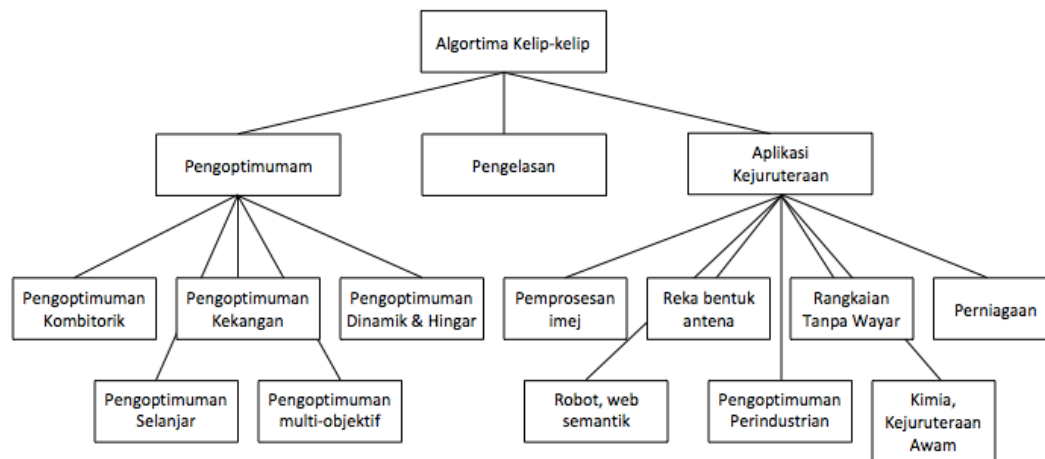 Algortima Kelip-kelip
Pengoptimumam
Pengelasan
Aplikasi
Kejuruteraan
Pengoptimuman
Kombitorik
Pengoptimuman
Kekangan
Pengoptimuman
Dinamik & Hingar
Pemprosesan
imej
Reka bentuk
antena
Rangkaian
Tanpa Wayar
Perniagaan
Pengoptimuman
Selanjar
Pengoptimuman
multi-objektif
Robot, web
semantik
Pengoptimuman
Perindustrian
Kimia,
Kejuruteraan
Awam